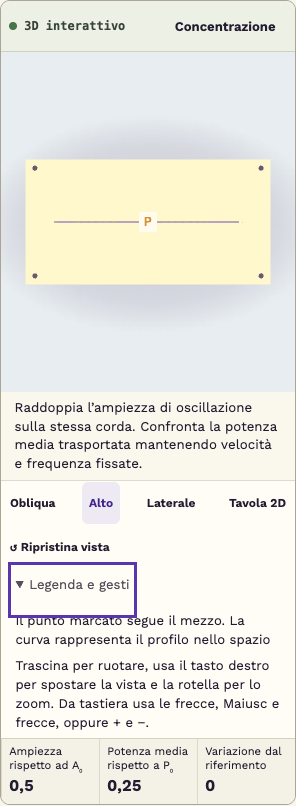 3D interattivo
Concentrazione
P
Raddoppia l’ampiezza di oscillazione
sulla stessa corda. Confronta la potenza
media trasportata mantenendo velocità
e frequenza fissate.
Obliqua Alto Laterale Tavola 2D
↺ Ripristina vista
▼ Legenda e gesti
Il punto marcato segue il mezzo. La
curva rappresenta il profilo nello spazio
Trascina per ruotare, usa il tasto destro
per spostare la vista e la rotella per lo
zoom. Da tastiera usa le frecce, Maiusc e
frecce, oppure + e −.
Ampiezza
rispetto ad A₀
0,5
Potenza media
rispetto a P₀
0,25
Variazione dal
riferimento
0